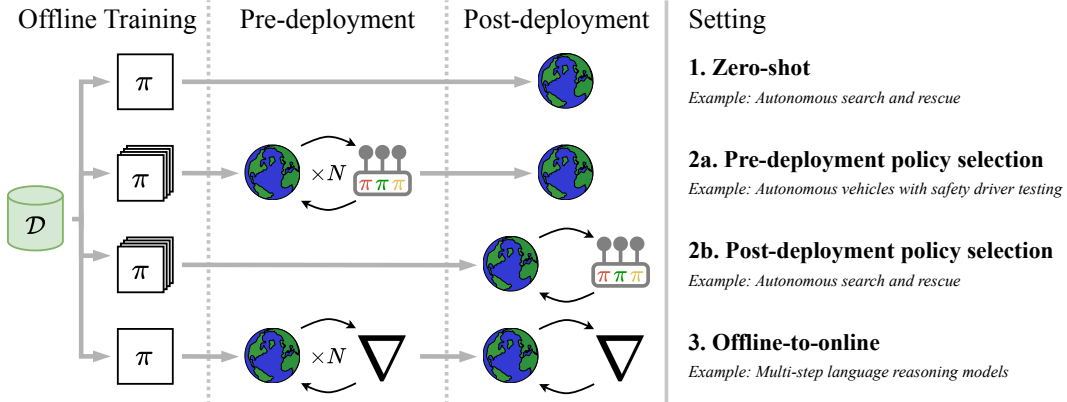 Offline Training Pre-deployment Post-deployment Setting
π
1. Zero-shot
Example: Autonomous search and rescue
π ×N π π π
2a. Pre-deployment policy selection
Example: Autonomous vehicles with safety driver testing
𝒟
π π π π
2b. Post-deployment policy selection
Example: Autonomous search and rescue
π ×N
3. Offline-to-online
Example: Multi-step language reasoning models